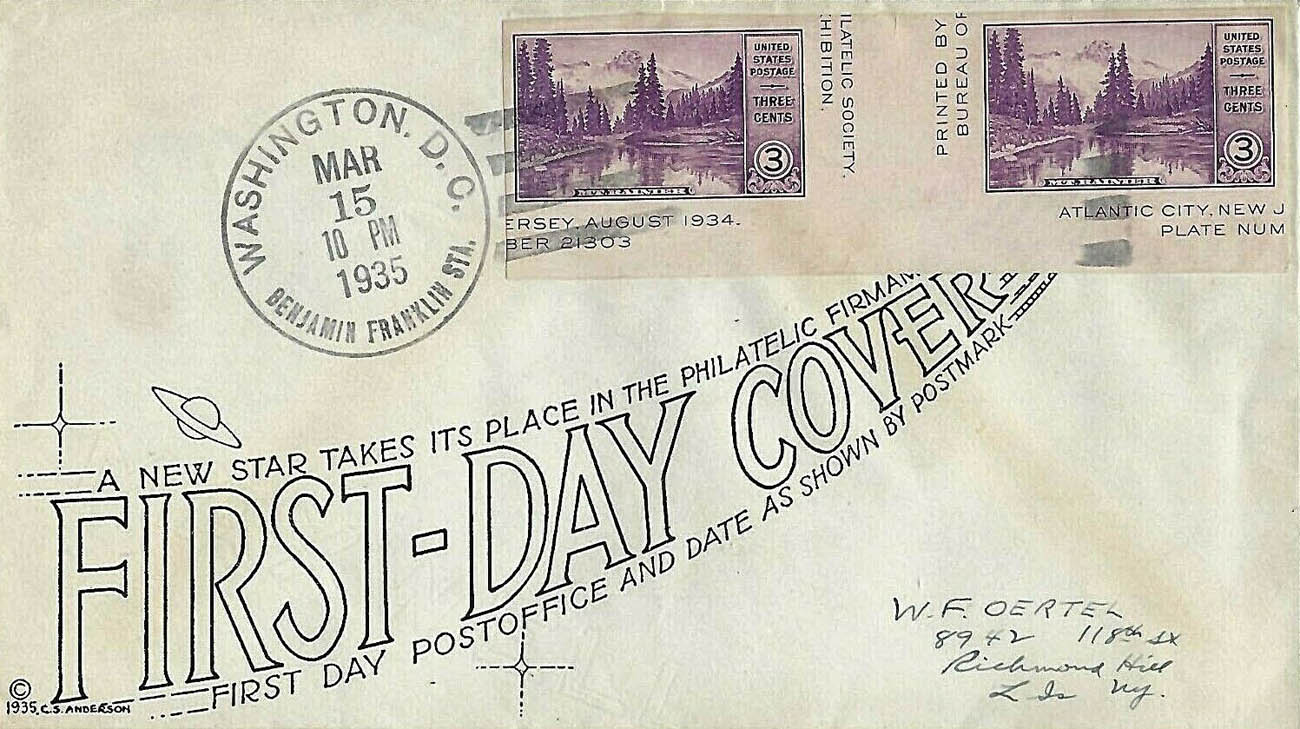 WASHINGTON, D.C.
MAR
15
10 PM
1935
BENJAMIN FRANKLIN STA.
UNITED
STATES
POSTAGE
THREE
CENTS
3
MT. RAINIER
ILATELIC SOCIETY,
HIBITION,
ERSEY, AUGUST 1934.
BER 21303
PRINTED BY
BUREAU OF
UNITED
STATES
POSTAGE
THREE
CENTS
3
MT. RAINIER
ATLANTIC CITY, NEW J
PLATE NUM
A NEW STAR TAKES ITS PLACE IN THE PHILATELIC FIRMAM
FIRST-DAY COVER
FIRST DAY POSTOFFICE AND DATE AS SHOWN BY POSTMARK
© 1935 C.S. ANDERSON
W.F. OERTEL
8942 118th St
Richmond Hill
L Is NY.